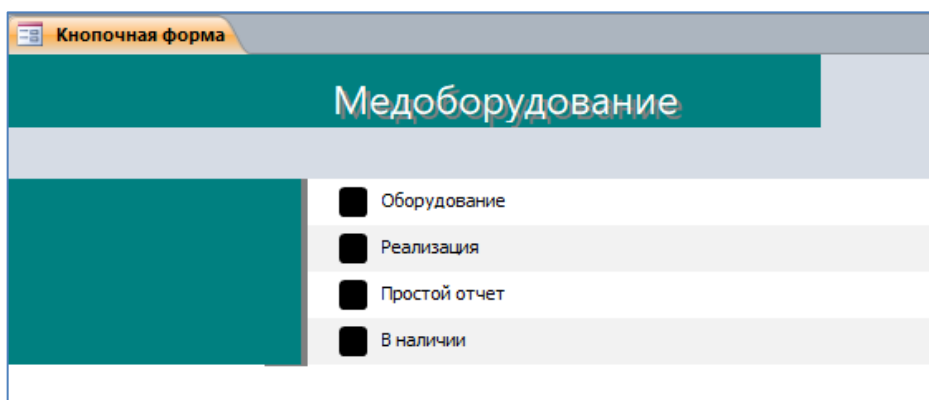 Кнопочная форма
Медоборудование
Оборудование
Реализация
Простой отчет
В наличии